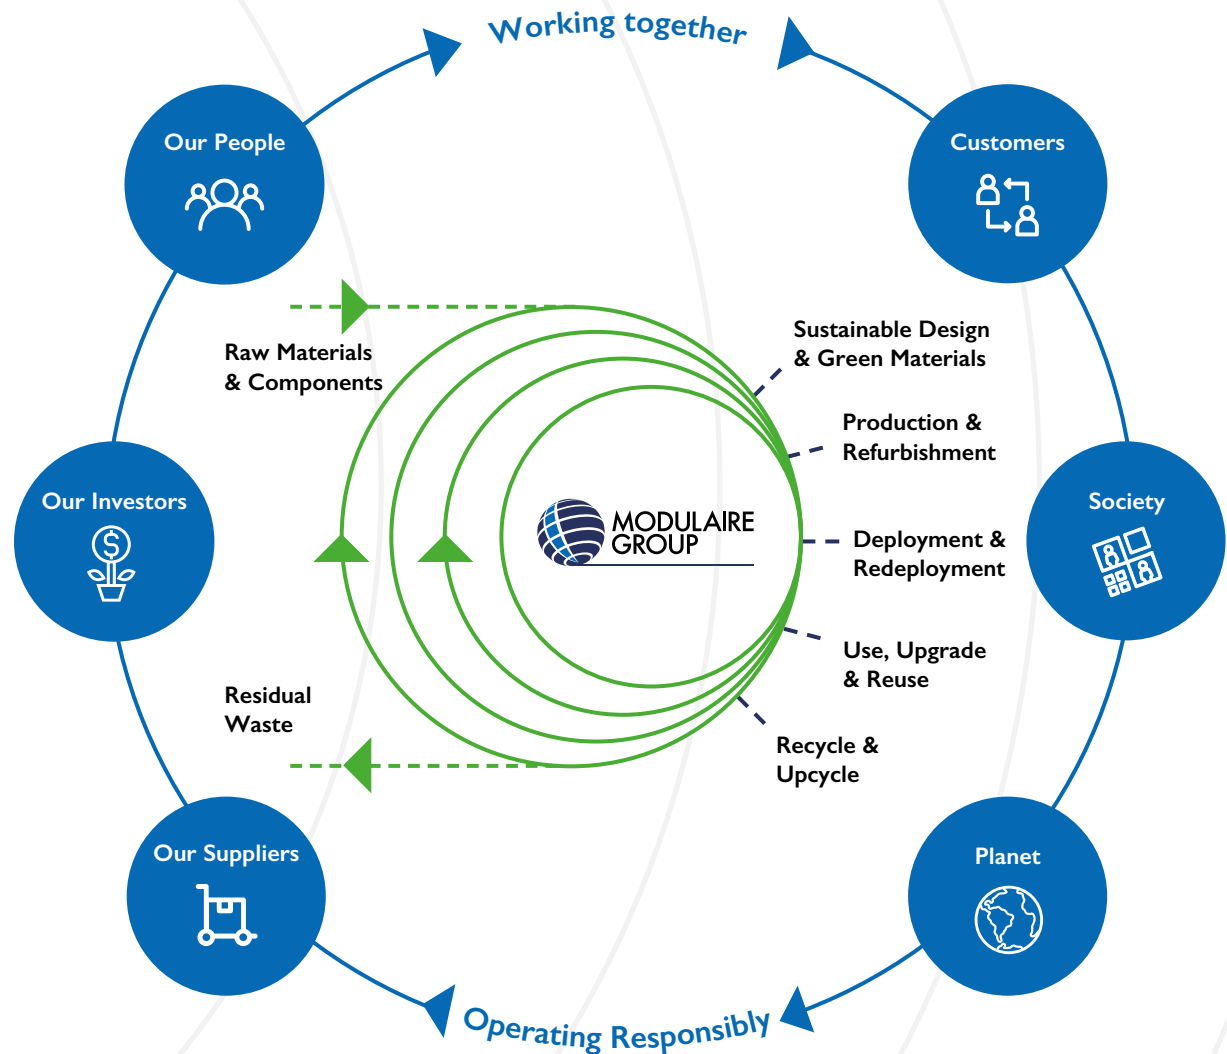 Working together
Our People
Customers
Raw Materials
& Components
Sustainable Design
& Green Materials
Production &
Refurbishment
Our Investors
$
MODULAIRE
GROUP
Deployment &
Redeployment
Society
Use, Upgrade
& Reuse
Residual
Waste
Recycle &
Upcycle
Our Suppliers
Planet
Operating Responsibly